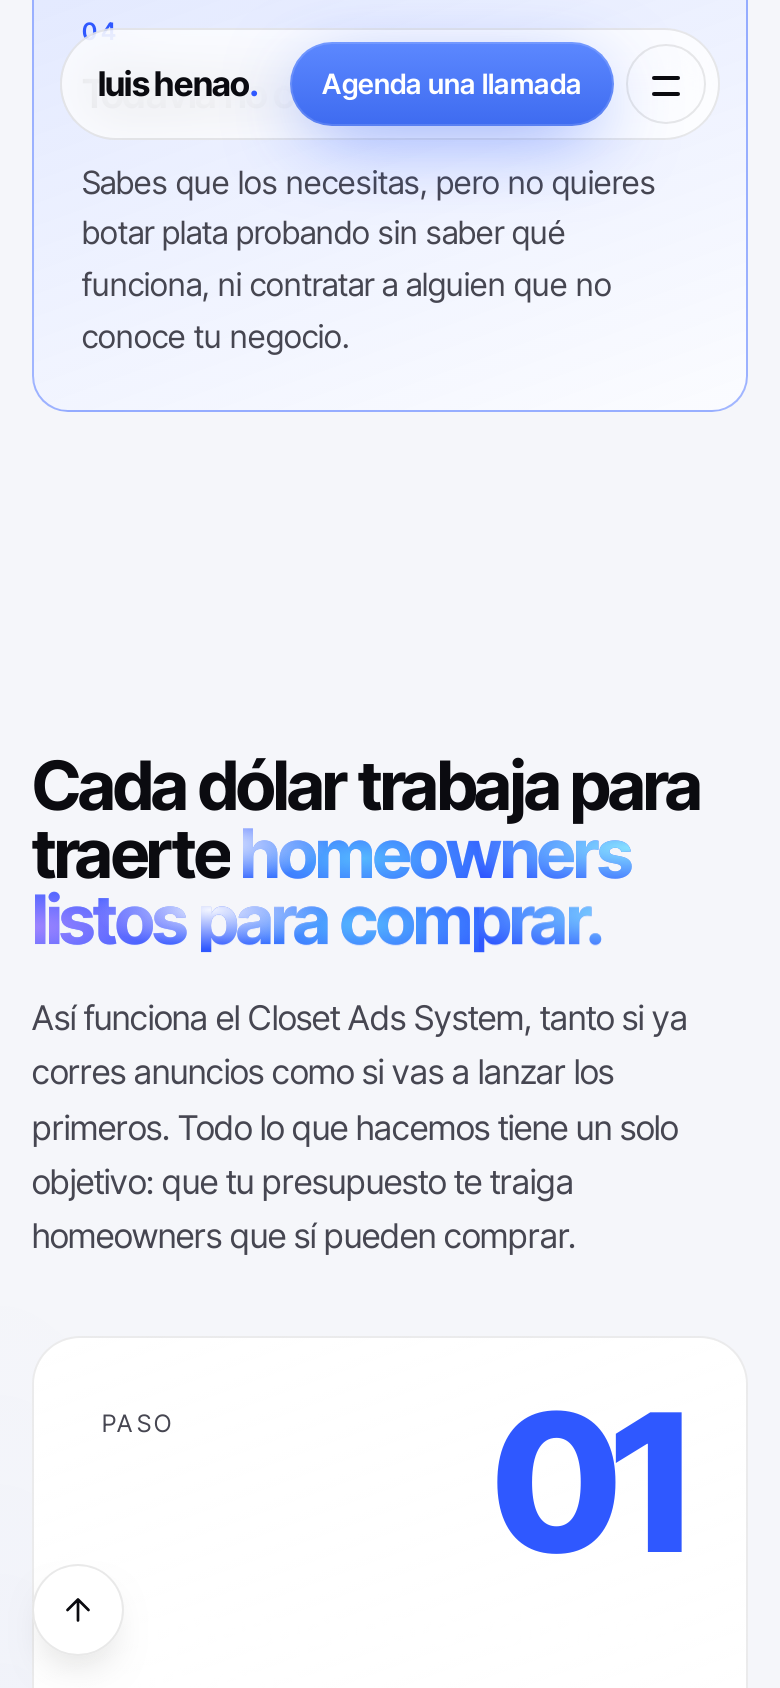 04
luis henao.
Agenda una llamada
Sabes que los necesitas, pero no quieres
botar plata probando sin saber qué
funciona, ni contratar a alguien que no
conoce tu negocio.
Cada dólar trabaja para
traerte homeowners
listos para comprar.
Así funciona el Closet Ads System, tanto si ya
corres anuncios como si vas a lanzar los
primeros. Todo lo que hacemos tiene un solo
objetivo: que tu presupuesto te traiga
homeowners que sí pueden comprar.
PASO
01